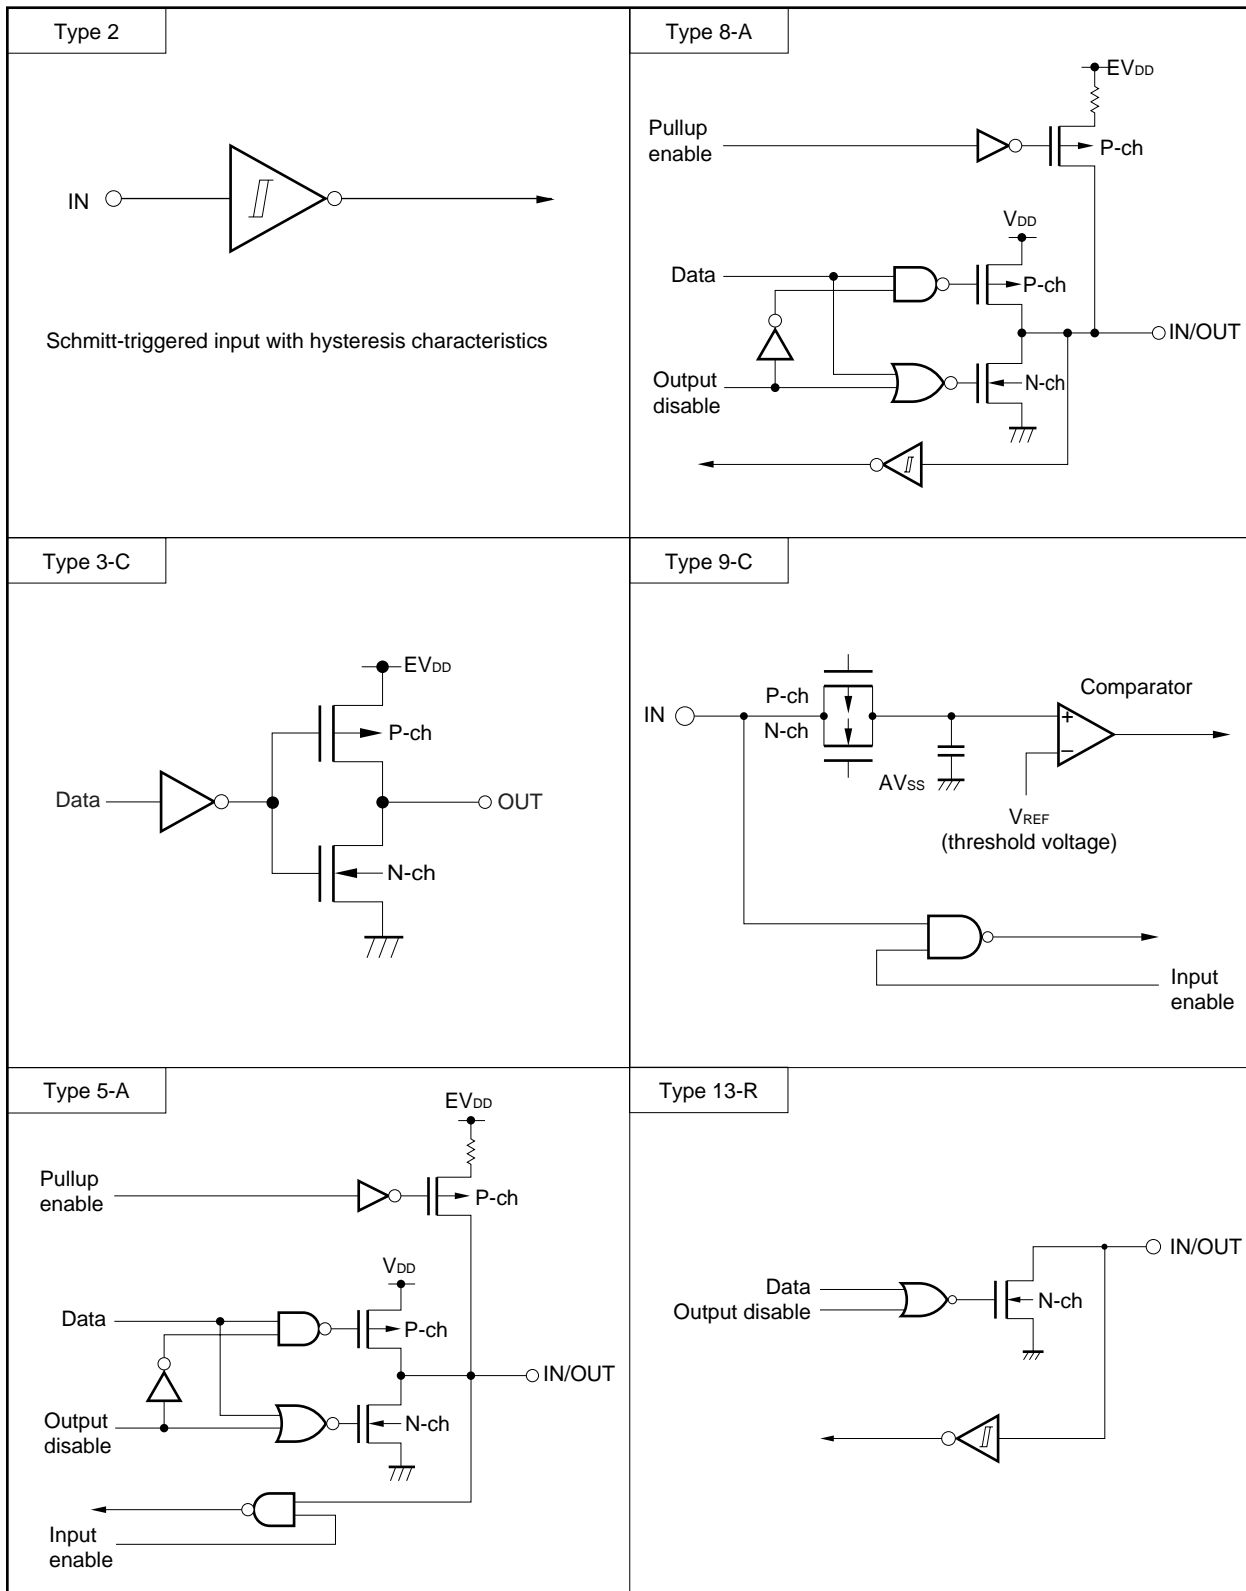 Type 2
IN
Schmitt-triggered input with hysteresis characteristics
Type 8-A
EVDD
Pullup
enable
P-ch
VDD
Data
P-ch
IN/OUT
Output
disable
N-ch
Type 3-C
EVDD
P-ch
Data
OUT
N-ch
Type 9-C
P-ch
Comparator
IN
N-ch
+
−
AVSS
VREF
(threshold voltage)
Input
enable
Type 5-A
EVDD
Pullup
enable
P-ch
VDD
Data
P-ch
IN/OUT
Output
disable
N-ch
Input
enable
Type 13-R
IN/OUT
Data
Output disable
N-ch